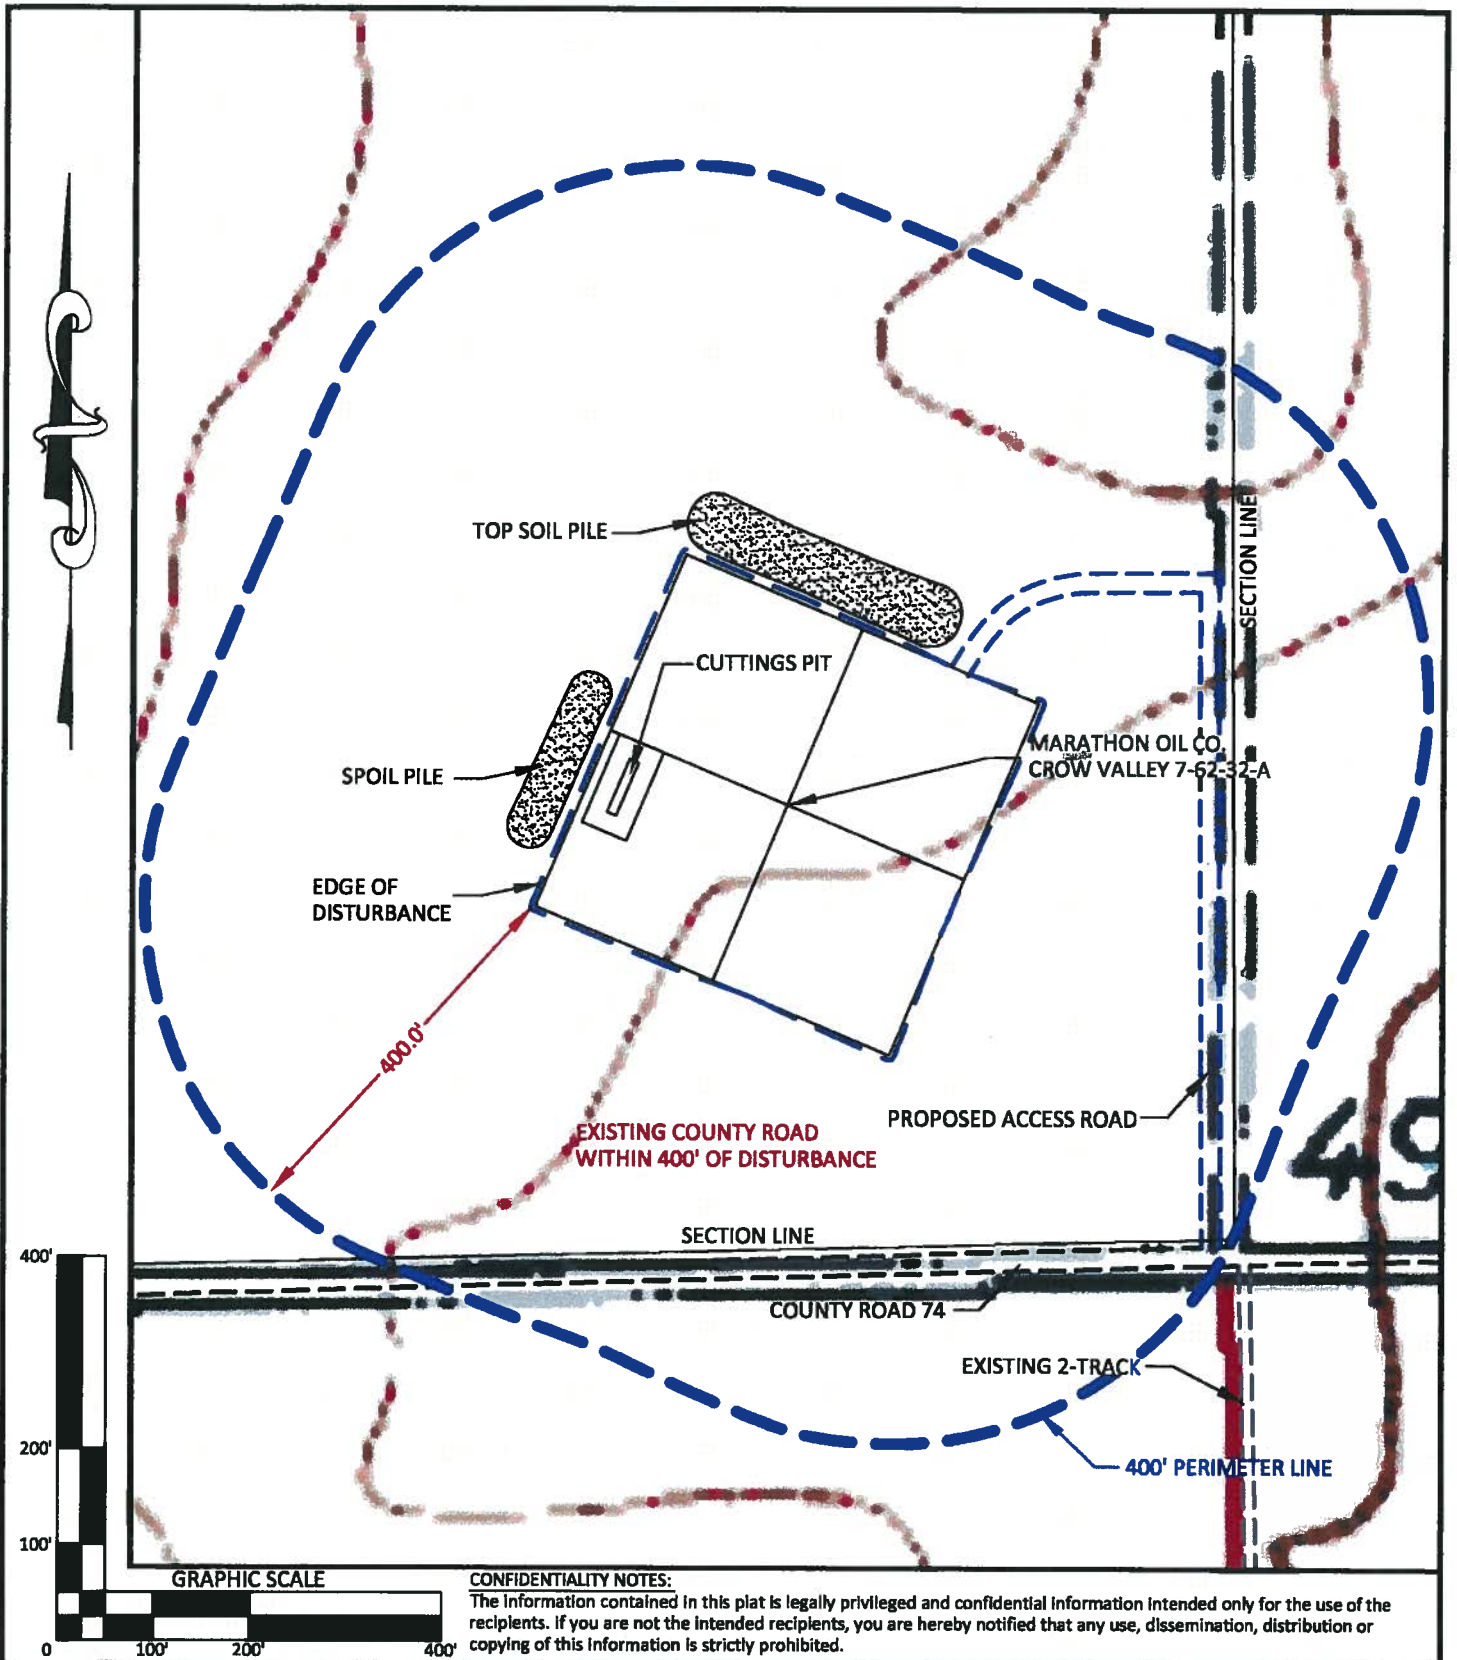 TOP SOIL PILE
SECTION LINE
CUTTINGS PIT
MARATHON OIL CO.
CROW VALLEY 7-62-32-A
SPOIL PILE
EDGE OF
DISTURBANCE
400.0'
PROPOSED ACCESS ROAD
EXISTING COUNTY ROAD
WITHIN 400' OF DISTURBANCE
49
SECTION LINE
COUNTY ROAD 74
EXISTING 2-TRACK
400' PERIMETER LINE
400'
200'
100'
GRAPHIC SCALE
0 100' 200' 400'
CONFIDENTIALITY NOTES:
The information contained in this plat is legally privileged and confidential information intended only for the use of the
recipients. If you are not the intended recipients, you are hereby notified that any use, dissemination, distribution or
copying of this information is strictly prohibited.